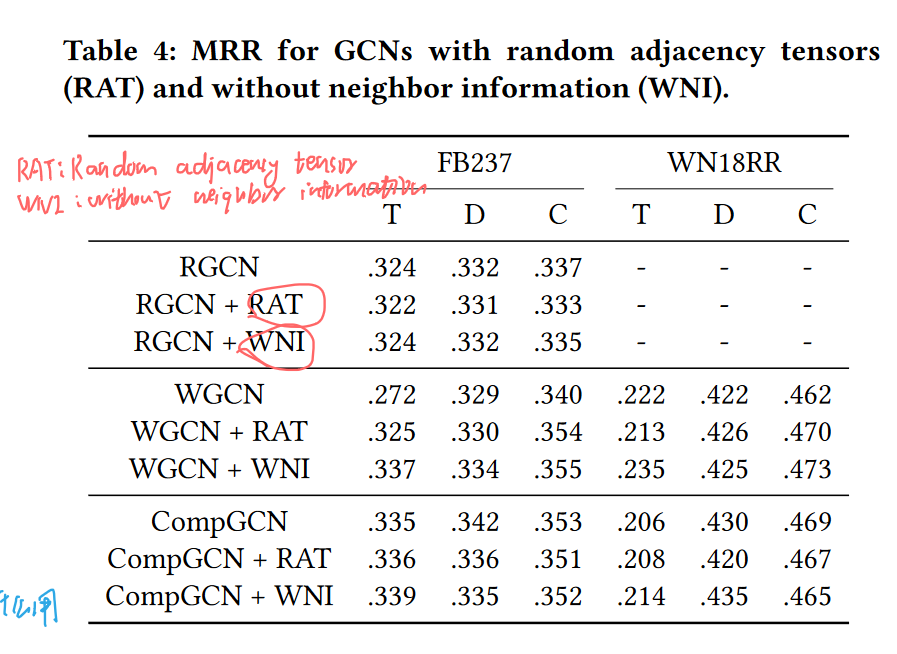 Table 4: MRR for GCNs with random adjacency tensors
(RAT) and without neighbor information (WNI).
RAT: Random adjacency tensor
WNI: without neighbor information
FB237 WN18RR
T D C T D C
RGCN .324 .332 .337 - - -
RGCN + RAT .322 .331 .333 - - -
RGCN + WNI .324 .332 .335 - - -
WGCN .272 .329 .340 .222 .422 .462
WGCN + RAT .325 .330 .354 .213 .426 .470
WGCN + WNI .337 .334 .355 .235 .425 .473
CompGCN .335 .342 .353 .206 .430 .469
CompGCN + RAT .336 .336 .351 .208 .420 .467
CompGCN + WNI .339 .335 .352 .214 .435 .465